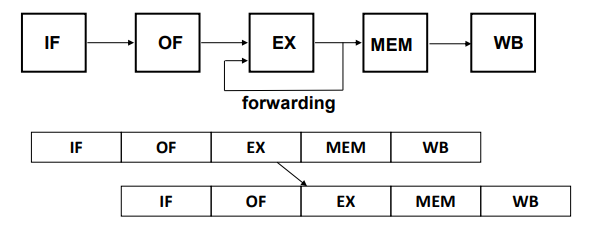 IF OF EX MEM WB
forwarding
IF OF EX MEM WB
IF OF EX MEM WB